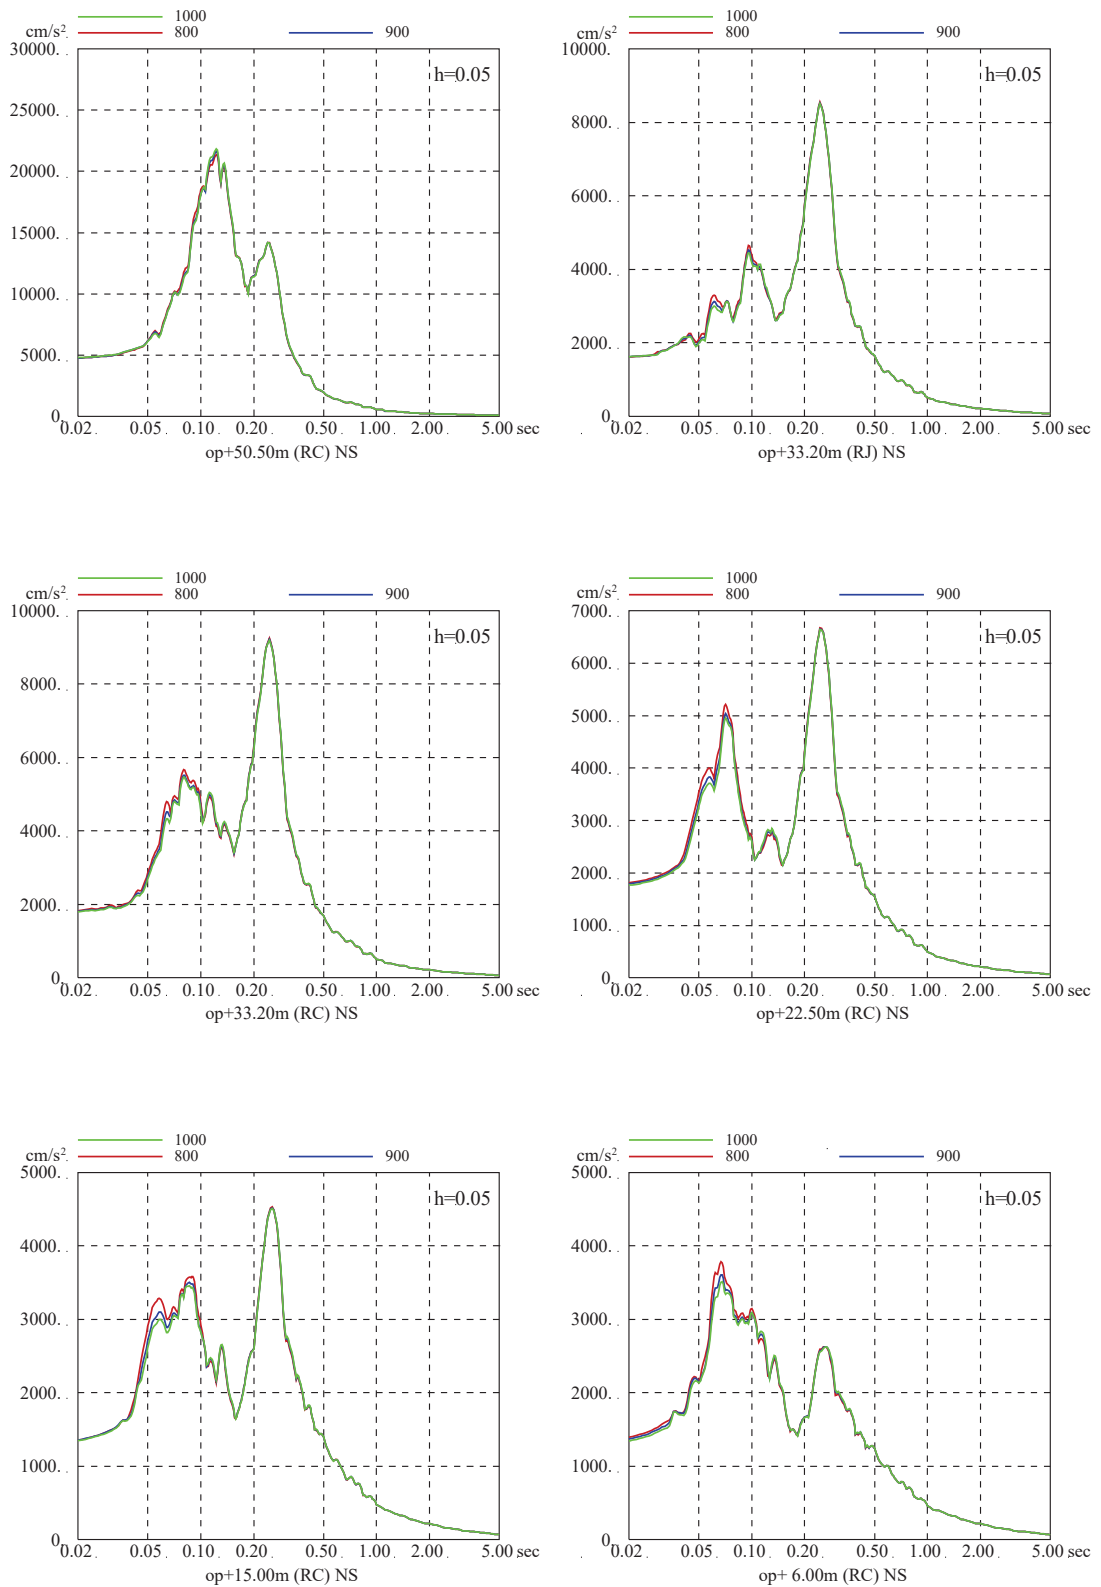 1000
cm/s² 800 900
30000.
h=0.05
25000.
20000.
15000.
10000.
5000.
0.
0.02 0.05 0.10 0.20 0.50 1.00 2.00 5.00 sec
op+50.50m (RC) NS
1000
cm/s² 800 900
10000.
h=0.05
8000.
6000.
4000.
2000.
0.
0.02 0.05 0.10 0.20 0.50 1.00 2.00 5.00 sec
op+33.20m (RJ) NS
1000
cm/s² 800 900
10000.
h=0.05
8000.
6000.
4000.
2000.
0.
0.02 0.05 0.10 0.20 0.50 1.00 2.00 5.00 sec
op+33.20m (RC) NS
1000
cm/s² 800 900
7000.
h=0.05
6000.
5000.
4000.
3000.
2000.
1000.
0.
0.02 0.05 0.10 0.20 0.50 1.00 2.00 5.00 sec
op+22.50m (RC) NS
1000
cm/s² 800 900
5000.
h=0.05
4000.
3000.
2000.
1000.
0.
0.02 0.05 0.10 0.20 0.50 1.00 2.00 5.00 sec
op+15.00m (RC) NS
1000
cm/s² 800 900
5000.
h=0.05
4000.
3000.
2000.
1000.
0.
0.02 0.05 0.10 0.20 0.50 1.00 2.00 5.00 sec
op+ 6.00m (RC) NS